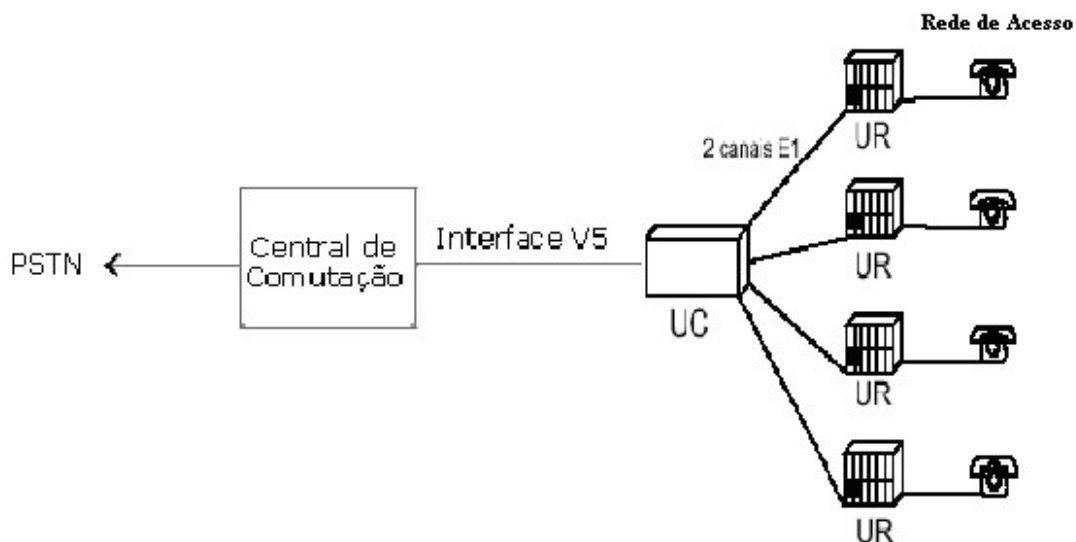 Rede de Acesso
2 canais E1
UR
UR
PSTN
Central de
Comutação
Interface V5
UC
UR
UR